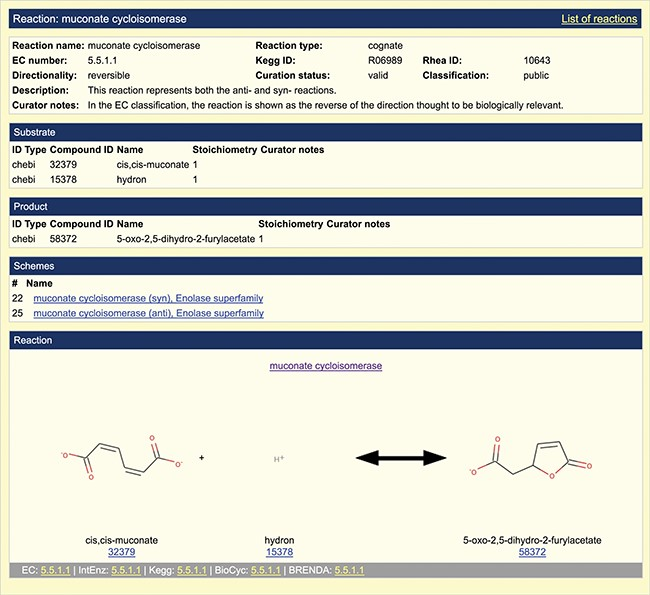 Reaction: muconate cycloisomerase List of reactions
Reaction name: muconate cycloisomerase Reaction type: cognate
EC number: 5.5.1.1 Kegg ID: R06989 Rhea ID: 10643
Directionality: reversible Curation status: valid Classification: public
Description: This reaction represents both the anti- and syn- reactions.
Curator notes: In the EC classification, the reaction is shown as the reverse of the direction thought to be biologically relevant.
Substrate
ID Type Compound ID Name Stoichiometry Curator notes
chebi 32379 cis,cis-muconate 1
chebi 15378 hydron 1
Product
ID Type Compound ID Name Stoichiometry Curator notes
chebi 58372 5-oxo-2,5-dihydro-2-furylacetate 1
Schemes
# Name
22 muconate cycloisomerase (syn), Enolase superfamily
25 muconate cycloisomerase (anti), Enolase superfamily
Reaction
muconate cycloisomerase
O O
-O O O- + H+ -O O O
cis,cis-muconate hydron 5-oxo-2,5-dihydro-2-furylacetate
32379 15378 58372
EC: 5.5.1.1 | IntEnz: 5.5.1.1 | Kegg: 5.5.1.1 | BioCyc: 5.5.1.1 | BRENDA: 5.5.1.1